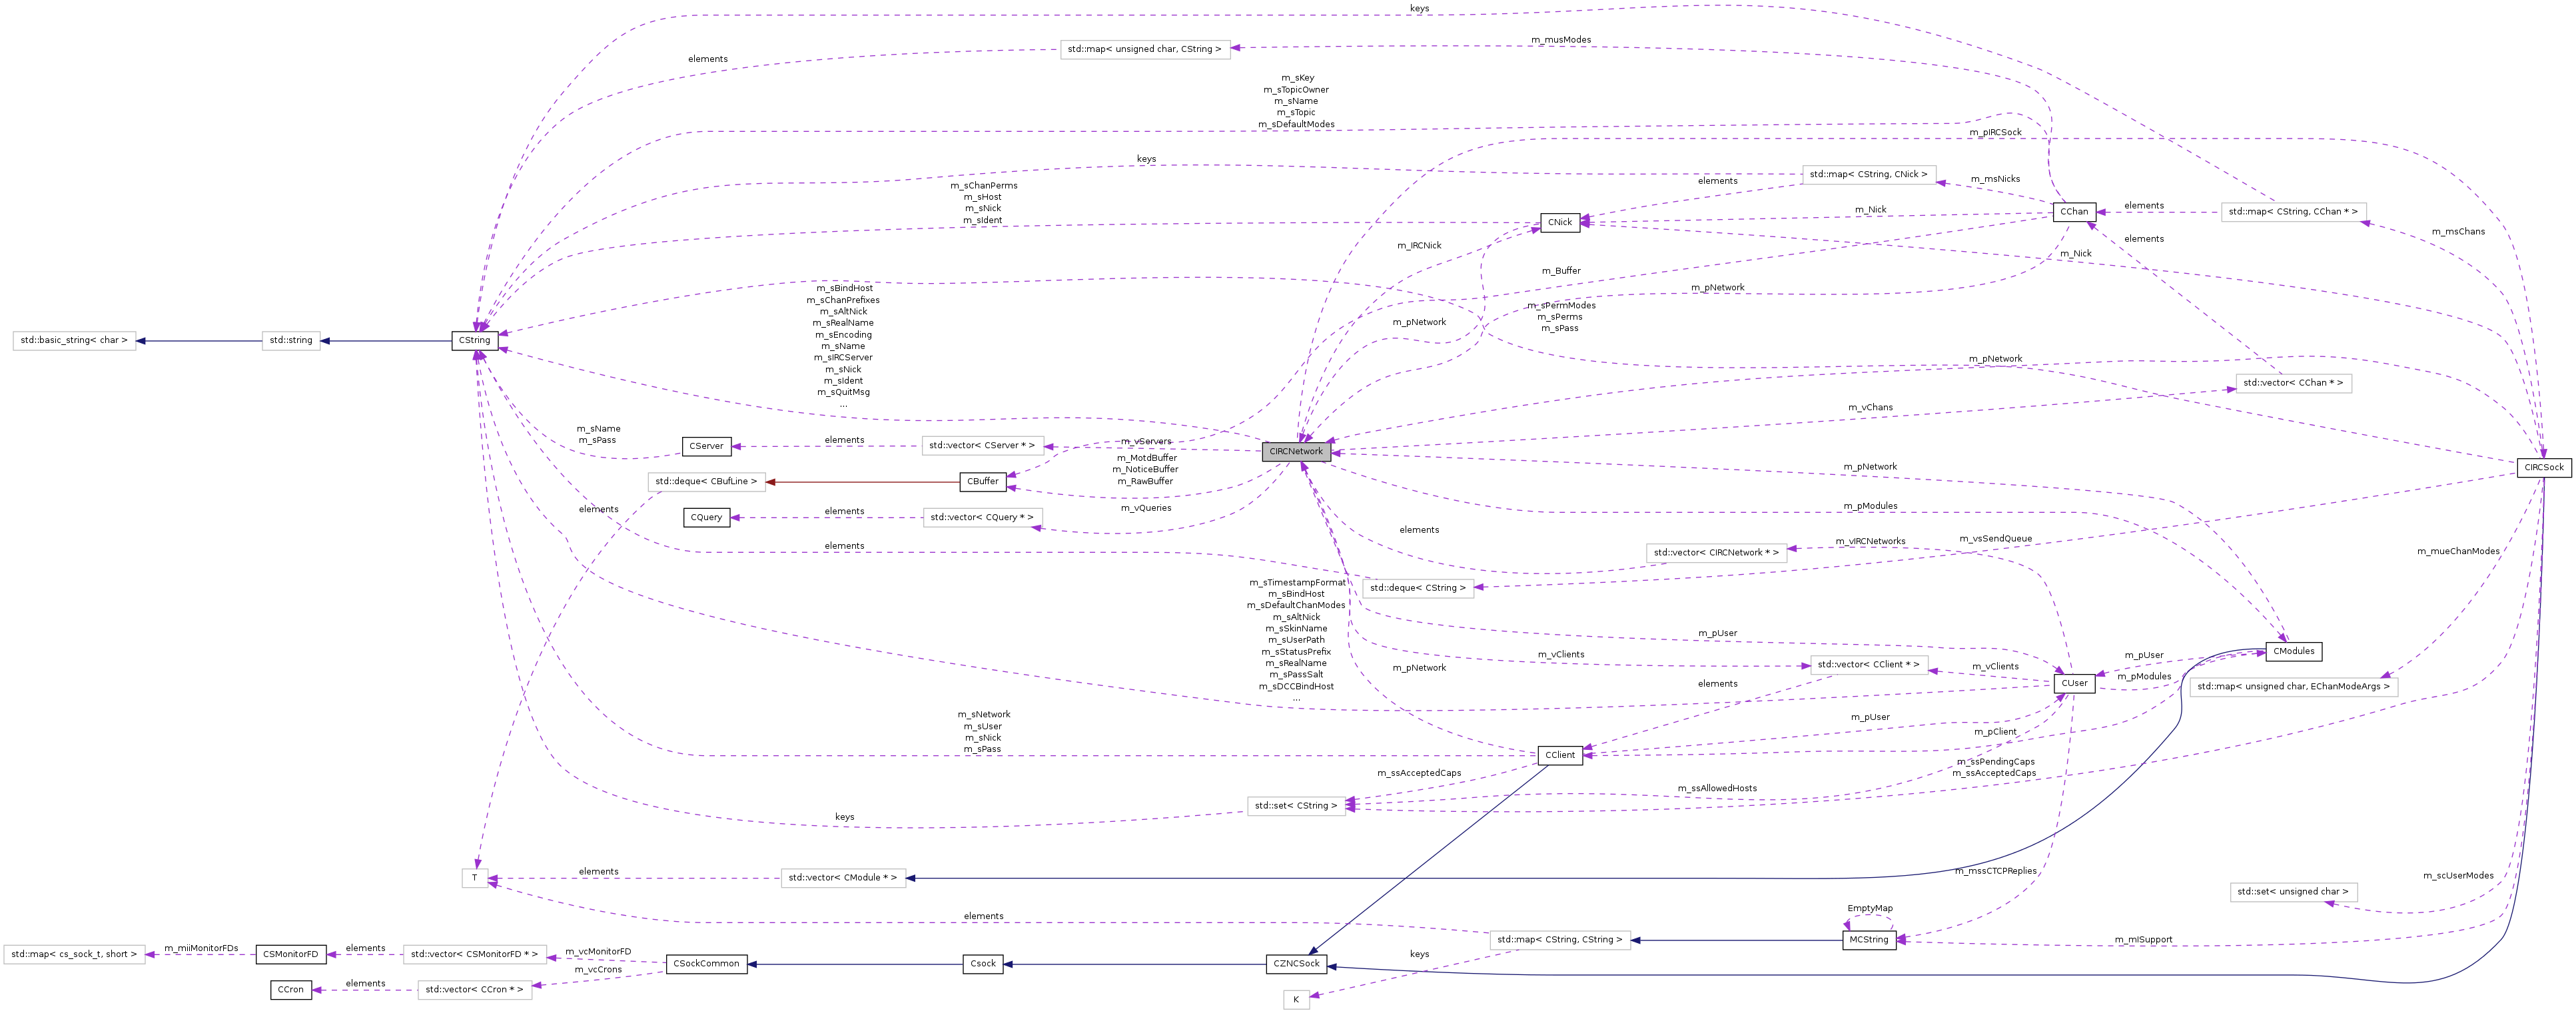 keys
std::map< unsigned char, CString >
m_musModes
elements
m_sKey
m_sTopicOwner
m_sName
m_sTopic
m_sDefaultModes
m_pIRCSock
keys
std::map< CString, CNick >
m_msNicks
elements
m_sChanPerms
m_sHost
m_sNick
m_sIdent
CNick
m_Nick
CChan
elements
std::map< CString, CChan * >
m_msChans
elements
m_IRCNick
m_Nick
m_Buffer
m_pNetwork
m_sBindHost
m_sChanPrefixes
m_sAltNick
m_sRealName
m_sEncoding
m_sName
m_sIRCServer
m_sNick
m_sIdent
m_sQuitMsg
...
m_sPermModes
m_sPerms
m_sPass
m_pNetwork
std::basic_string< char >
std::string
CString
m_pNetwork
std::vector< CChan * >
m_vChans
m_sName
m_sPass
CServer
elements
std::vector< CServer * >
m_vServers
CIRCNetwork
m_MotdBuffer
m_NoticeBuffer
m_RawBuffer
m_pNetwork
CIRCSock
std::deque< CBufLine >
CBuffer
elements
CQuery
elements
std::vector< CQuery * >
m_vQueries
m_pModules
elements
elements
std::vector< CIRCNetwork * >
m_vIRCNetworks
m_vsSendQueue
m_mueChanModes
std::deque< CString >
m_sTimestampFormat
m_sBindHost
m_sDefaultChanModes
m_sAltNick
m_sSkinName
m_sUserPath
m_sStatusPrefix
m_sRealName
m_sPassSalt
m_sDCCBindHost
...
m_pUser
m_vClients
m_pNetwork
std::vector< CClient * >
m_vClients
m_pUser
CModules
CUser
m_pModules
std::map< unsigned char, EChanModeArgs >
elements
m_sNetwork
m_sUser
m_sNick
m_sPass
m_pUser
m_pClient
CClient
m_ssAcceptedCaps
m_ssPendingCaps
m_ssAcceptedCaps
m_ssAllowedHosts
std::set< CString >
keys
T
elements
std::vector< CModule * >
m_mssCTCPReplies
m_scUserModes
std::set< unsigned char >
elements
EmptyMap
std::map< CString, CString >
MCString
m_mISupport
std::map< cs_sock_t, short >
m_miiMonitorFDs
CSMonitorFD
elements
std::vector< CSMonitorFD * >
m_vcMonitorFD
CSockCommon
Csock
CZNCSock
keys
m_vcCrons
CCron
elements
std::vector< CCron * >
K